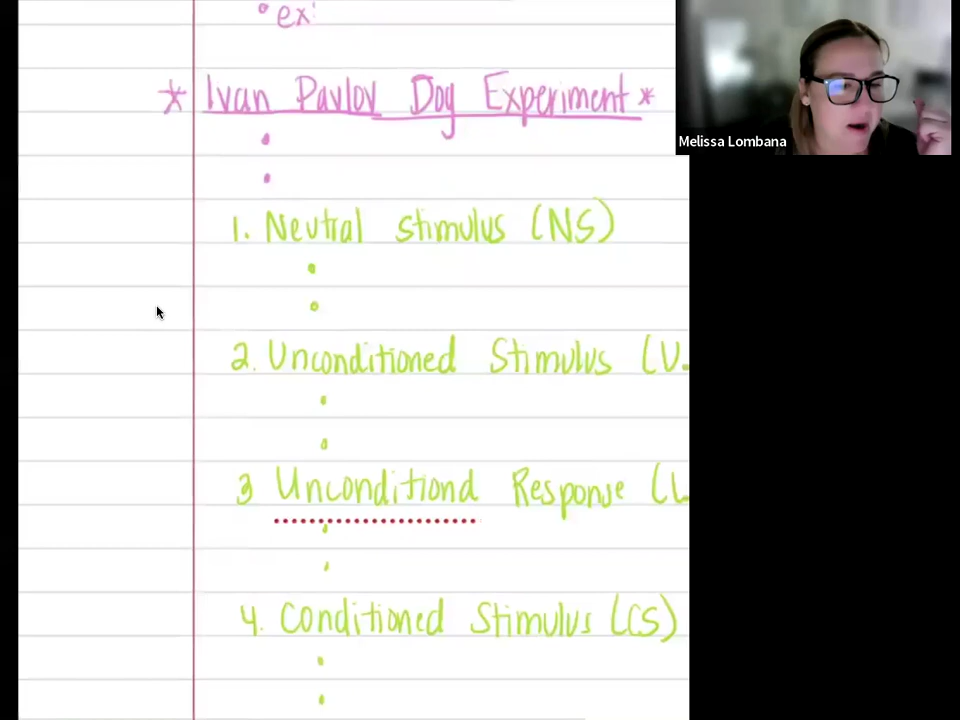 • ex:
* Ivan Pavlov Dog Experiment *
Melissa Lombana
1. Neutral stimulus (NS)
2. Unconditioned Stimulus (U
3 Unconditiond Response (
4. Conditioned Stimulus (CS)